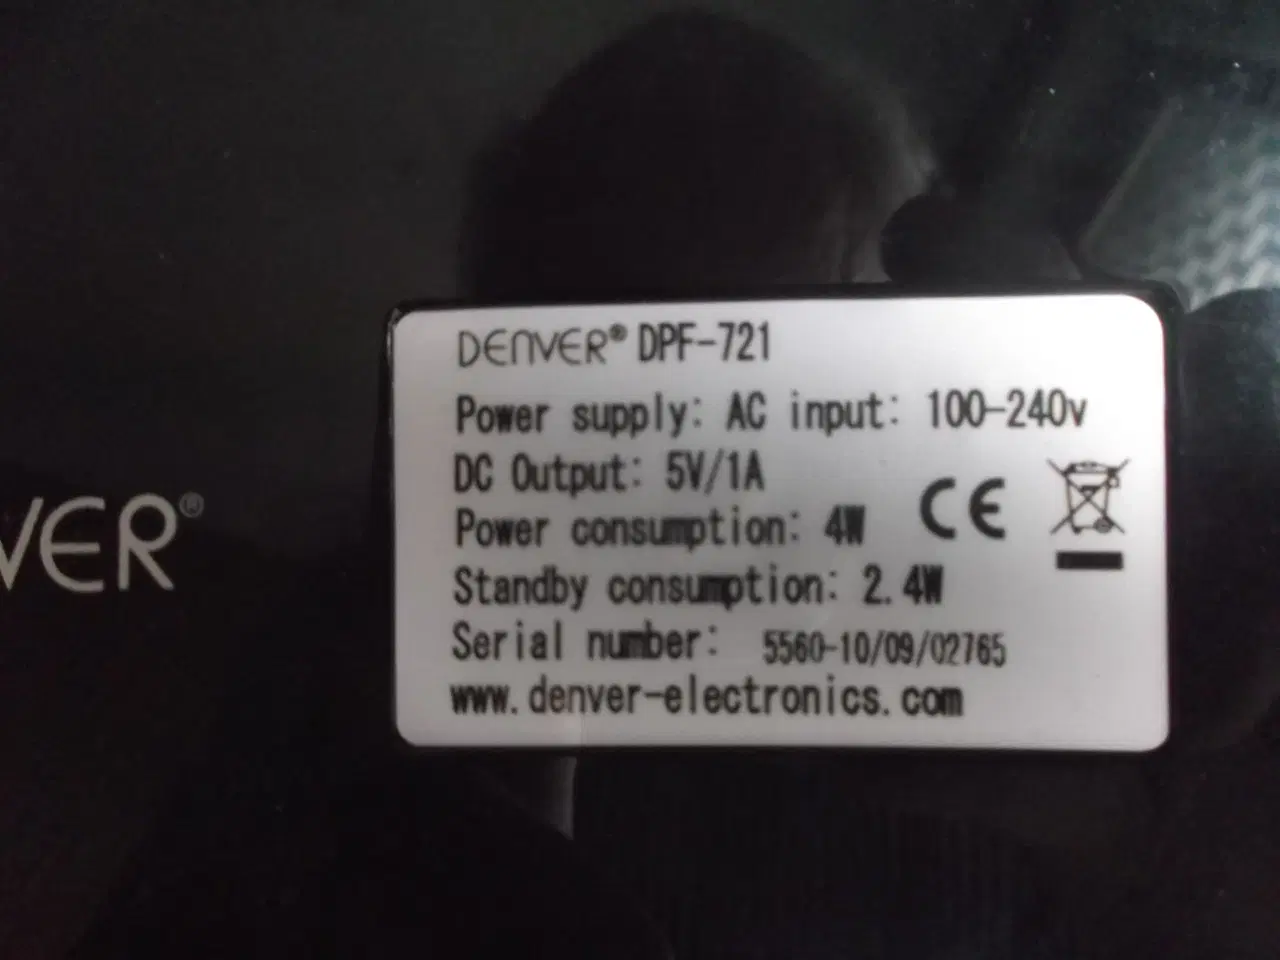 DENVER® DPF-721
Power supply: AC input: 100-240v
DC Output: 5V/1A
Power consumption: 4W
CE
Standby consumption: 2.4W
Serial number: 5560-10/09/02765
www.denver-electronics.com
VER®